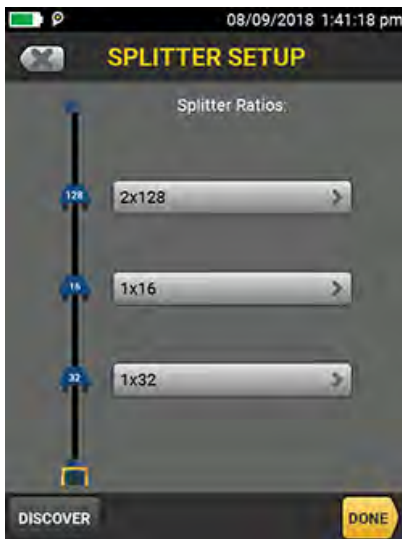 08/09/2018 1:41:18 pm
SPLITTER SETUP
Splitter Ratios:
128
2x128
16
1x16
32
1x32
DISCOVER
DONE